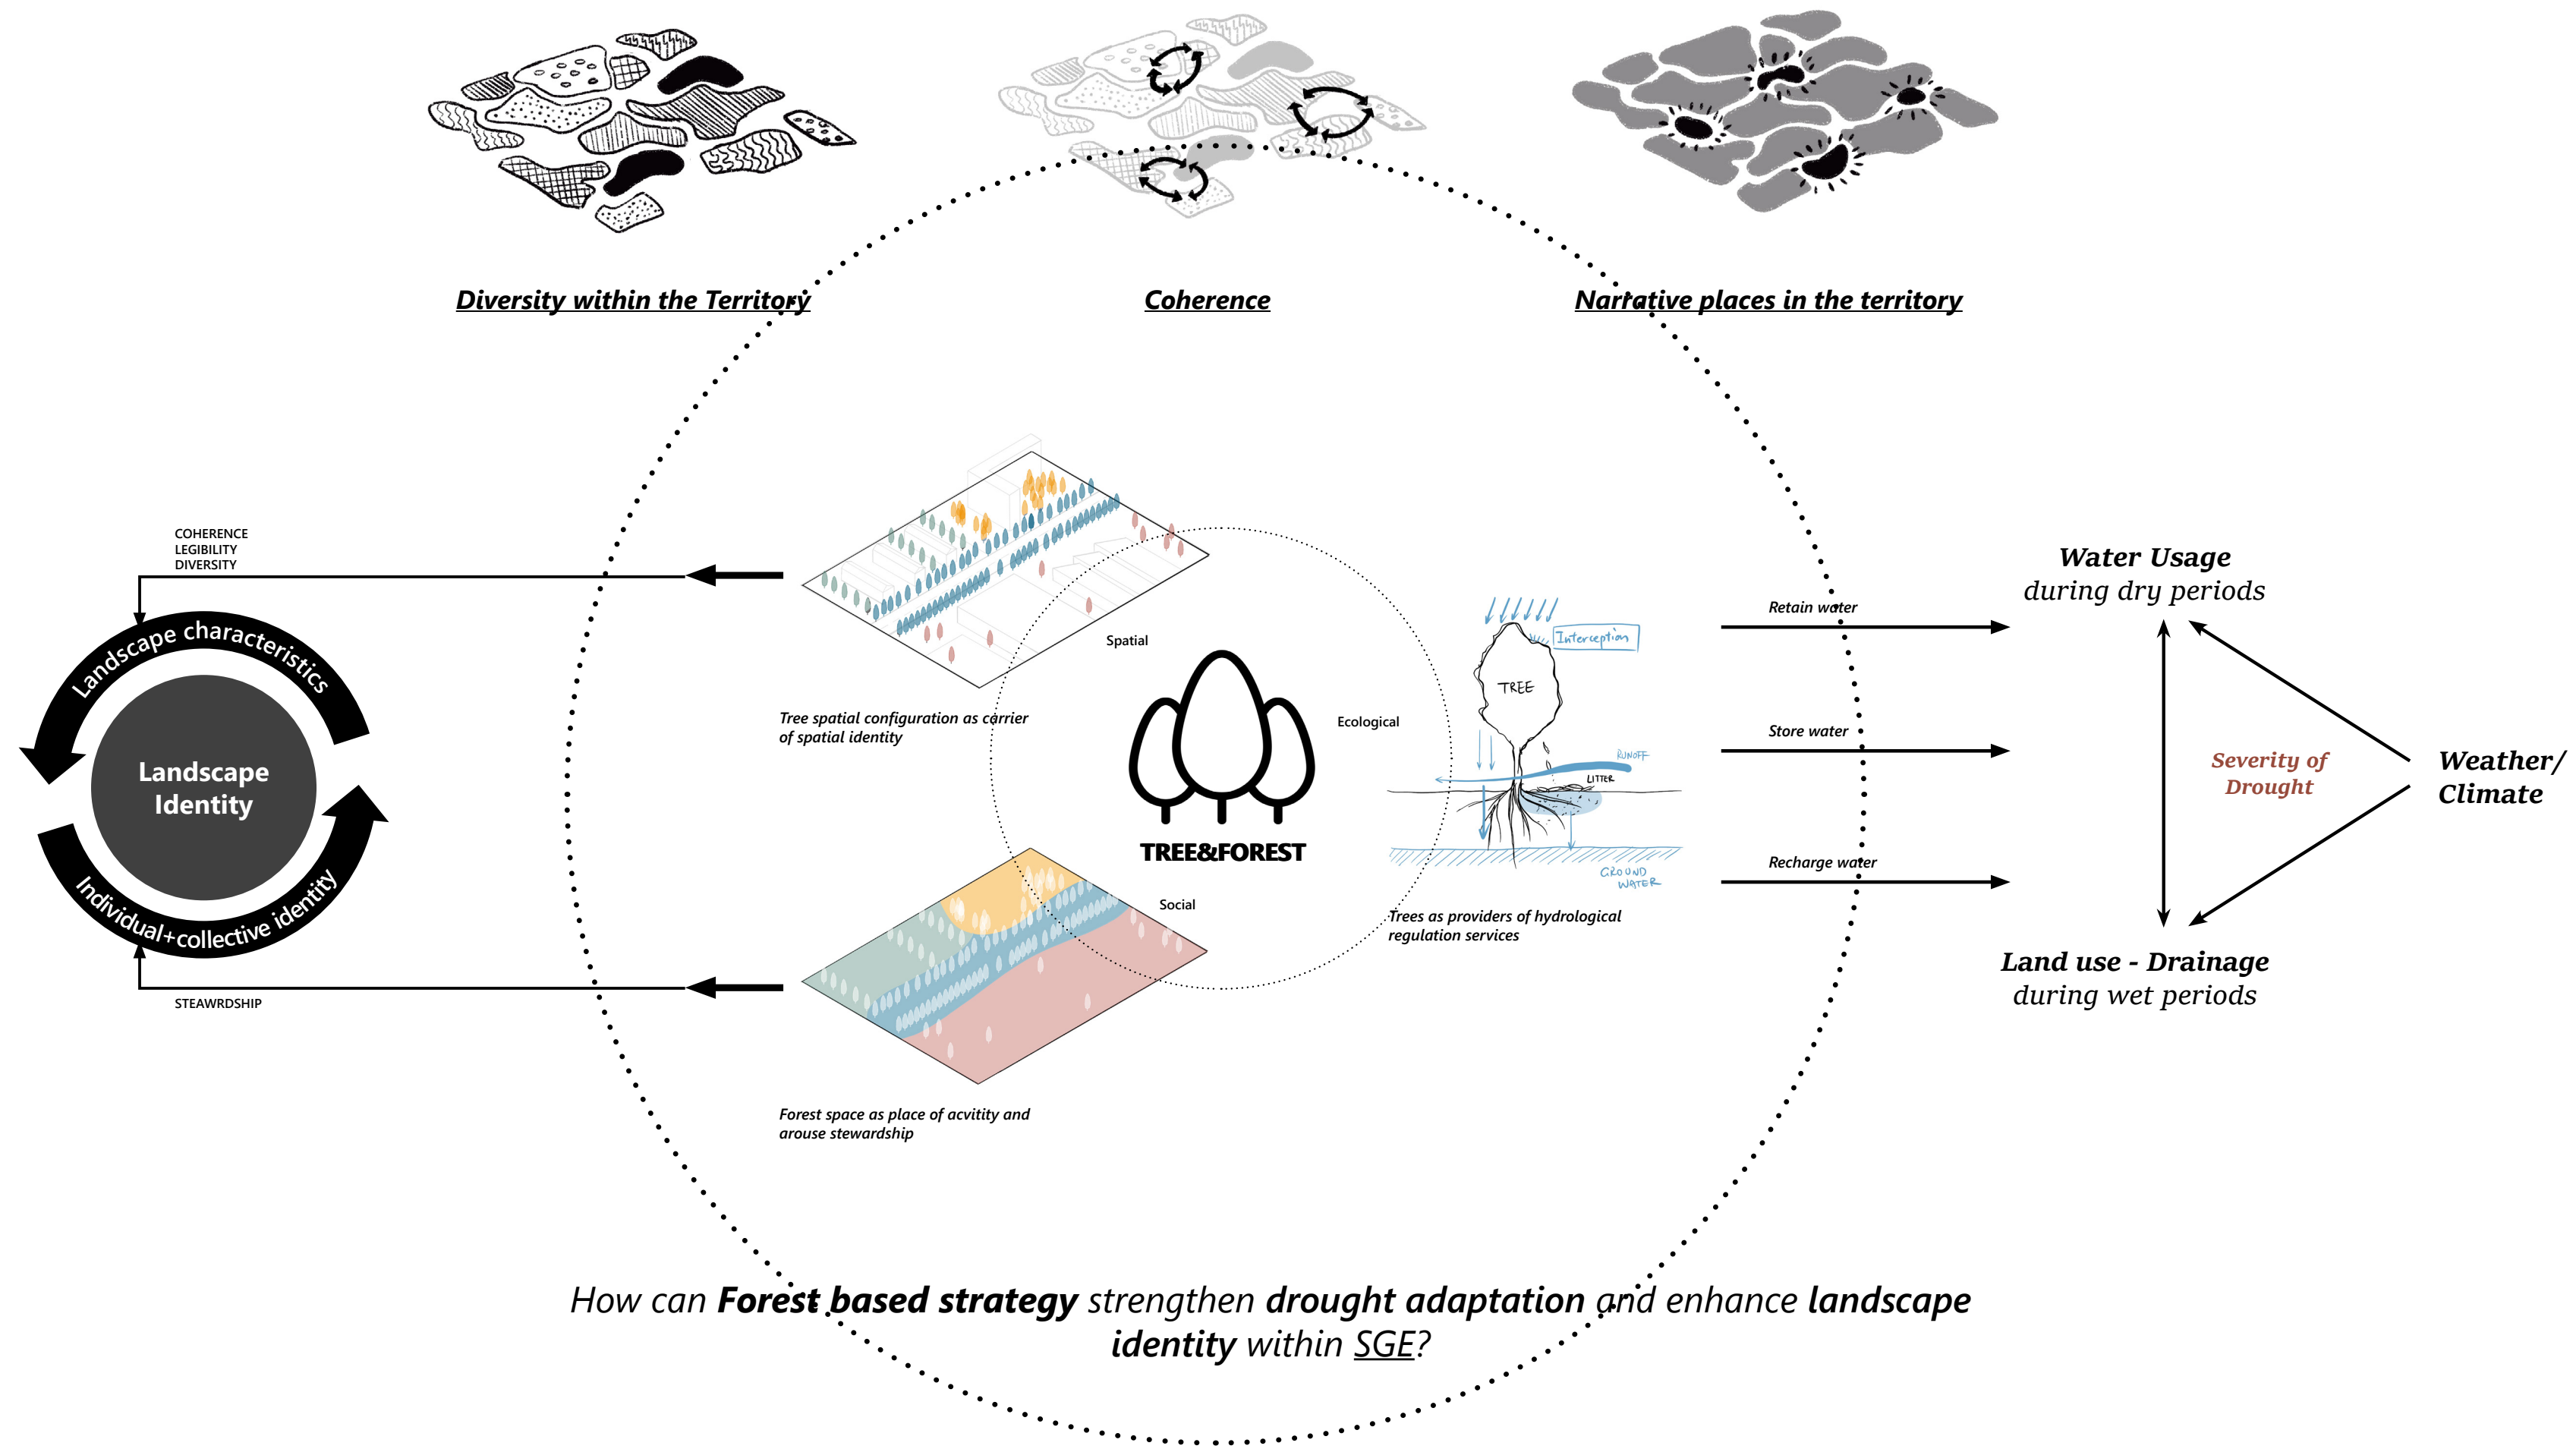 Diversity within the Territory
Coherence
Narrative places in the territory
COHERENCE
LEGIBILITY
DIVERSITY
Landscape characteristics
Landscape
Identity
Individual+collective identity
STEAWRDSHIP
Spatial
Tree spatial configuration as carrier
of spatial identity
Ecological
TREE&FOREST
Social
Forest space as place of acvitity and
arouse stewardship
Interception
TREE
RUNOFF
LITTER
GROUND
WATER
Trees as providers of hydrological
regulation services
Retain water
Store water
Recharge water
Water Usage
during dry periods
Severity of
Drought
Weather/
Climate
Land use - Drainage
during wet periods
How can Forest based strategy strengthen drought adaptation and enhance landscape
identity within SGE?